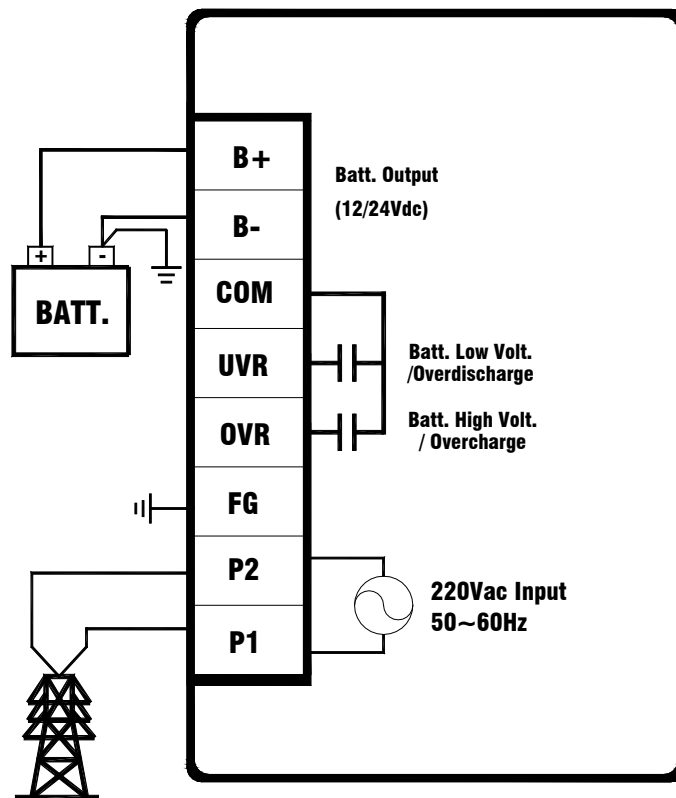 B+
Batt. Output
(12/24Vdc)
B-
+
-
BATT.
COM
UVR
Batt. Low Volt.
/Overdischarge
OVR
Batt. High Volt.
/ Overcharge
FG
P2
220Vac Input
50~60Hz
P1